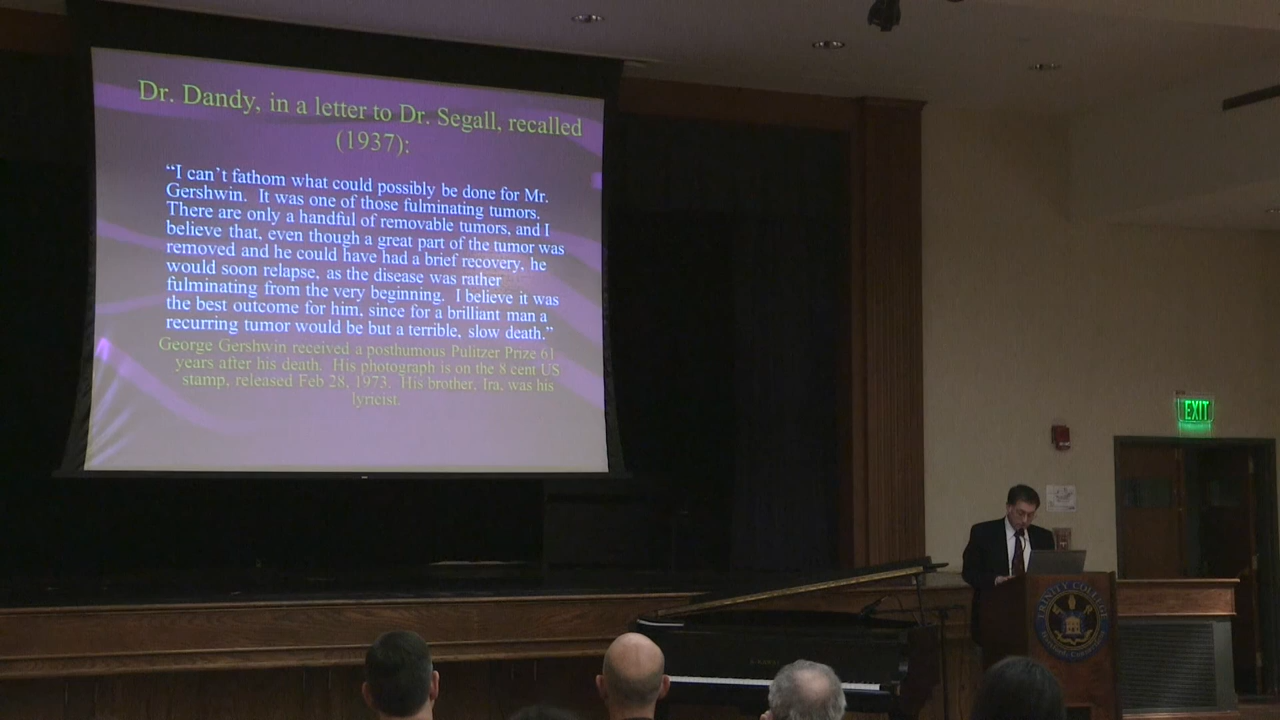 Dr. Dandy, in a letter to Dr. Segall, recalled
(1937):
“I can’t fathom what could possibly be done for Mr.
Gershwin. It was one of those fulminating tumors.
There are only a handful of removable tumors, and I
believe that, even though a great part of the tumor was
removed and he could have had a brief recovery, he
would soon relapse, as the disease was rather
fulminating from the very beginning. I believe it was
the best outcome for him, since for a brilliant man a
recurring tumor would be but a terrible, slow death.”
George Gershwin received a posthumous Pulitzer Prize 61
years after his death. His photograph is on the 8 cent US
stamp, released Feb 28, 1973. His brother, Ira, was his
lyricist.
EXIT
TRINITY COLLEGE